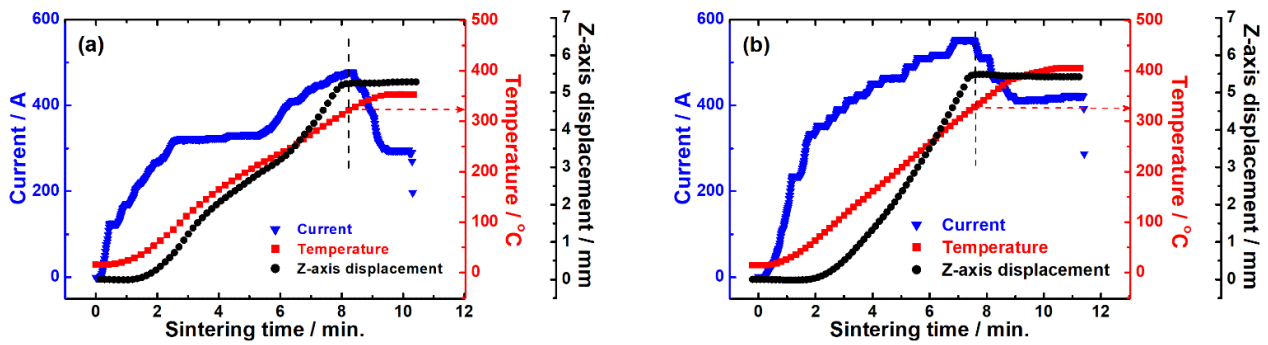 (a)
Current / A
600
400
200
0
Current
Temperature
Z-axis displacement
0 2 4 6 8 10 12
Sintering time / min.
500
400
300
200
100
0
Temperature / °C
7
6
5
4
3
2
1
0
Z-axis displacement / mm
(b)
Current / A
600
400
200
0
Current
Temperature
Z-axis displacement
0 2 4 6 8 10 12
Sintering time / min.
500
400
300
200
100
0
Temperature / °C
7
6
5
4
3
2
1
0
Z-axis displacement / mm